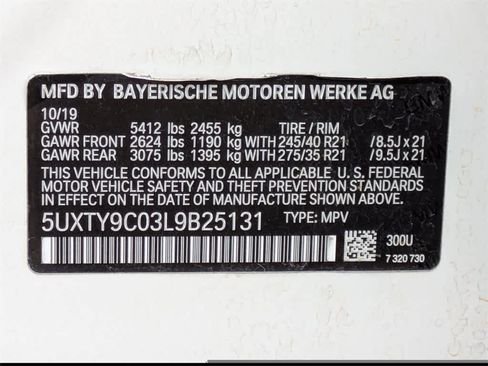 MFD BY BAYERISCHE MOTOREN WERKE AG
10/19
GVWR 5412 lbs 2455 kg TIRE / RIM
GAWR FRONT 2624 lbs 1190 kg WITH 245/40 R21 /8.5J x 21
GAWR REAR 3075 lbs 1395 kg WITH 275/35 R21 /9.5J x 21
THIS VEHICLE CONFORMS TO ALL APPLICABLE U. S. FEDERAL
MOTOR VEHICLE SAFETY STANDARDS IN EFFECT ON THE
DATE OF MANUFACTURE SHOWN ABOVE.
5UXTY9C03L9B25131 TYPE: MPV
300U
7 320 730